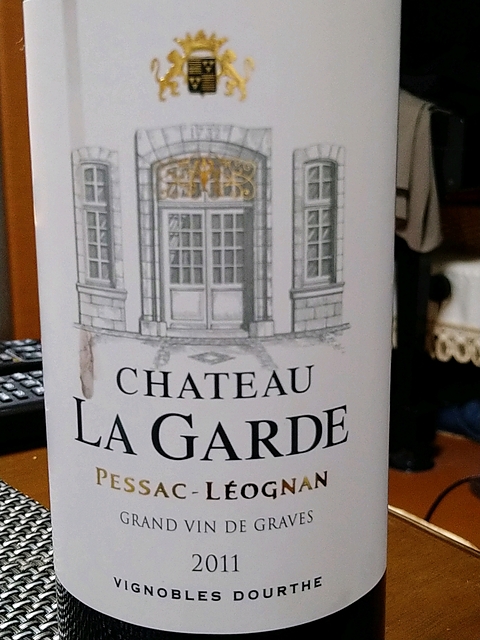 CHATEAU
LA GARDE
PESSAC-LÉOGNAN
GRAND VIN DE GRAVES
2011
VIGNOBLES DOURTHE